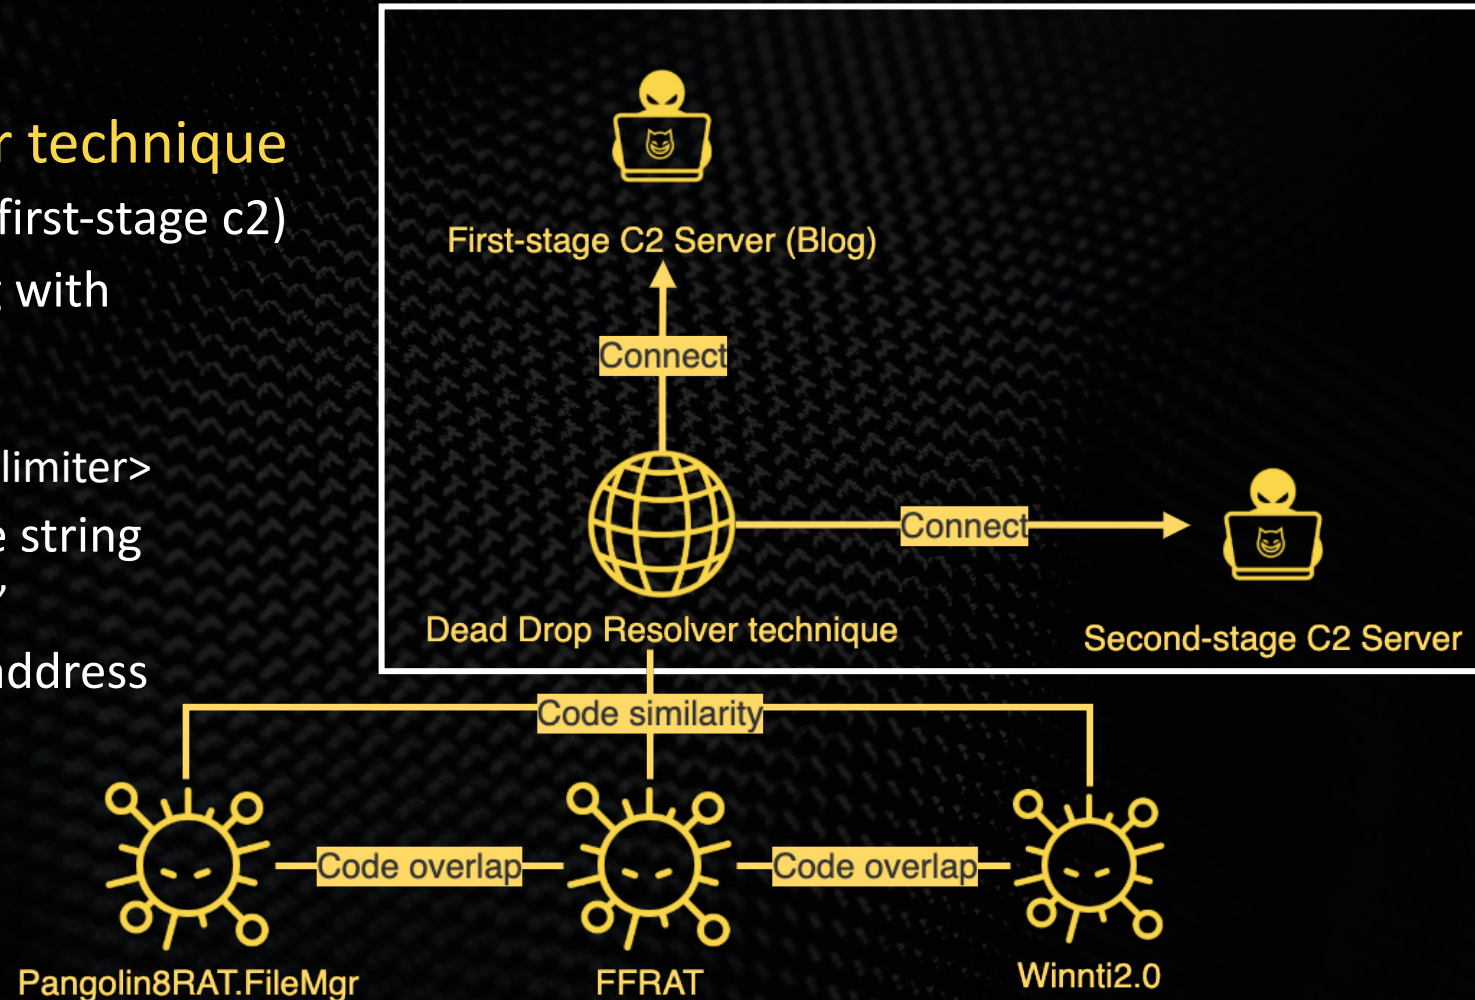 r technique
first-stage c2)
with
limiter>
e string
”
address
First-stage C2 Server (Blog)
Connect
Connect
Dead Drop Resolver technique
Second-stage C2 Server
Code similarity
Code overlap
Code overlap
Pangolin8RAT.FileMgr
FFRAT
Winnti2.0